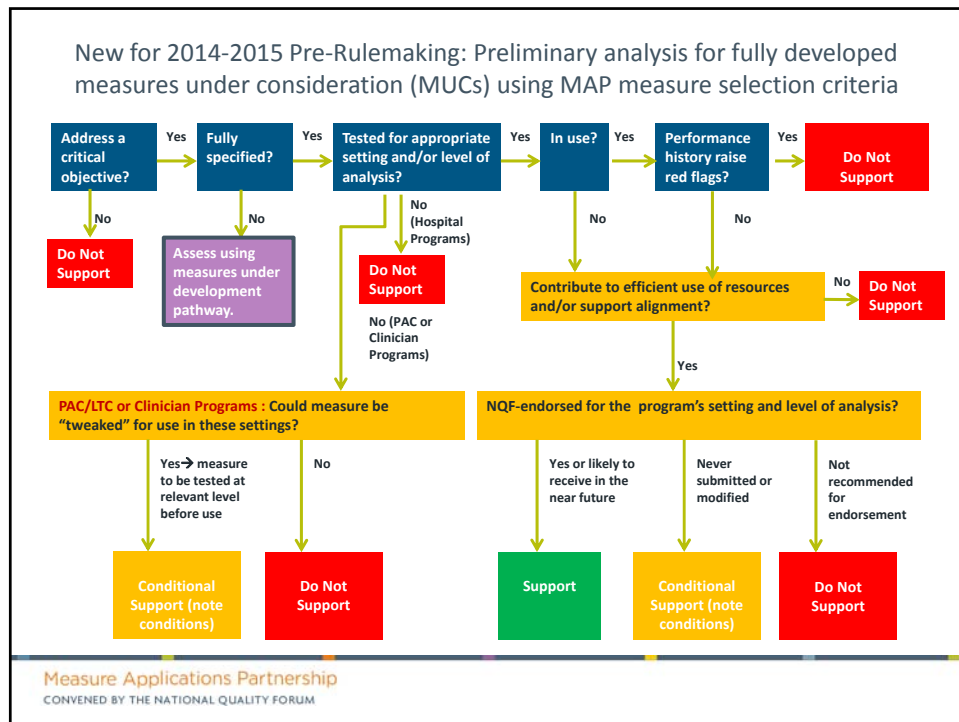 New for 2014-2015 Pre-Rulemaking: Preliminary analysis for fully developed
measures under consideration (MUCs) using MAP measure selection criteria
Address a
critical
objective?
Yes
Fully
specified?
Yes
Tested for appropriate
setting and/or level of
analysis?
Yes
In use?
Yes
Performance
history raise
red flags?
Yes
Do Not
Support
No
Do Not
Support
No
Assess using
measures under
development
pathway.
No
(Hospital
Programs)
Do Not
Support
No (PAC or
Clinician
Programs)
No
No
Contribute to efficient use of resources
and/or support alignment?
No
Do Not
Support
Yes
PAC/LTC or Clinician Programs : Could measure be
“tweaked” for use in these settings?
NQF-endorsed for the program’s setting and level of analysis?
Yes→ measure
to be tested at
relevant level
before use
No
Yes or likely to
receive in the
near future
Never
submitted or
modified
Not
recommended
for
endorsement
Conditional
Support (note
conditions)
Do Not
Support
Support
Conditional
Support (note
conditions)
Do Not
Support
Measure Applications Partnership
CONVENED BY THE NATIONAL QUALITY FORUM